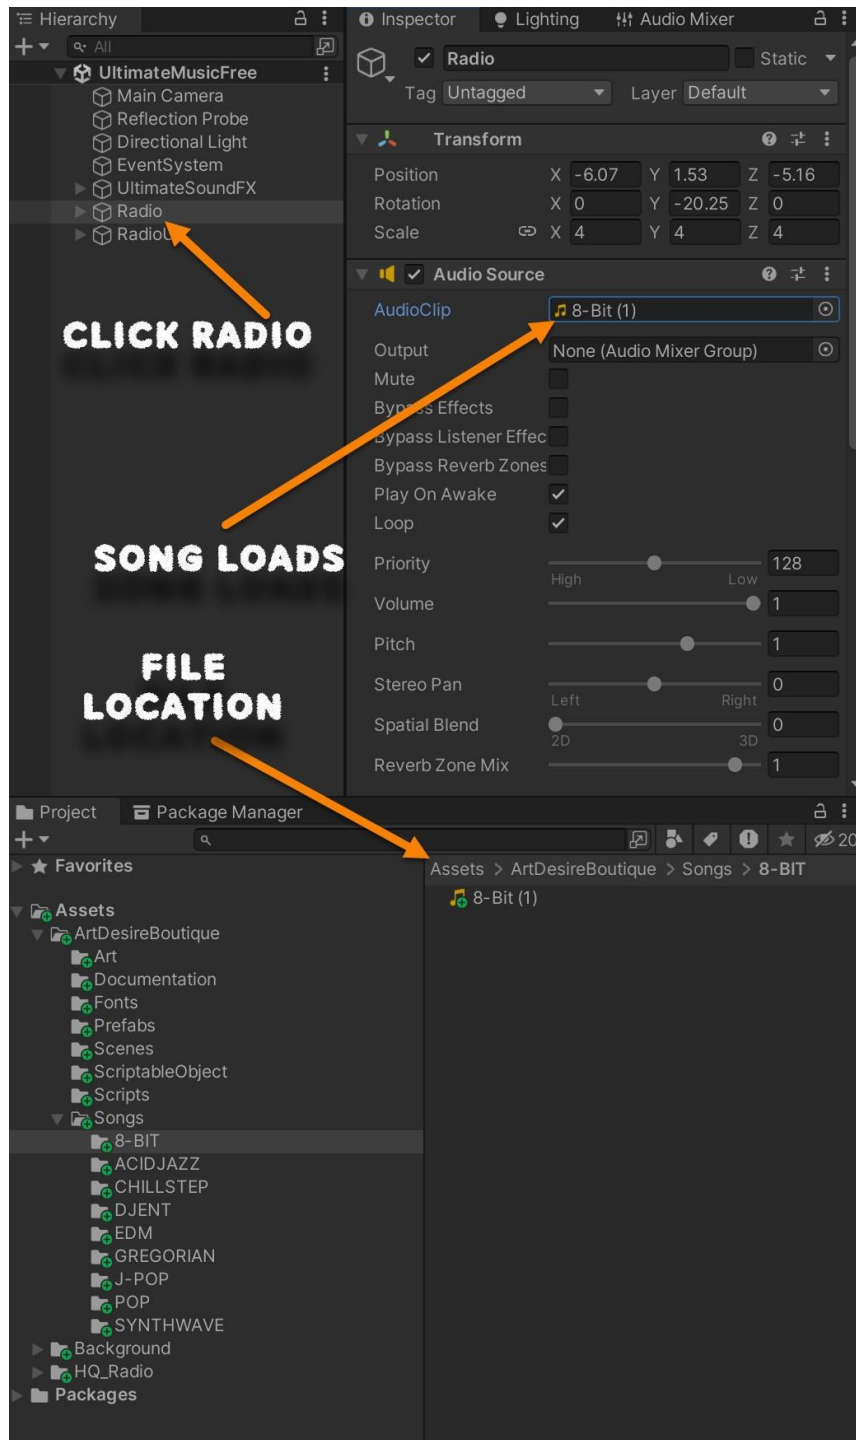 Hierarchy
All
UltimateMusicFree
Main Camera
Reflection Probe
Directional Light
EventSystem
UltimateSoundFX
Radio
CLICK RADIO
SONG LOADS
FILE
LOCATION
Inspector Lighting Audio Mixer
Radio Static
Tag Untagged Layer Default
Transform
Position X -6.07 Y 1.53 Z -5.16
Rotation X 0 Y -20.25 Z 0
Scale X 4 Y 4 Z 4
Audio Source
AudioClip 8-Bit (1)
Output None (Audio Mixer Group)
Mute
Bypass Effects
Bypass Listener Effec
Bypass Reverb Zones
Play On Awake
Loop
Priority 128
High Low
Volume 1
Pitch 1
Stereo Pan 0
Left Right
Spatial Blend 0
2D 3D
Reverb Zone Mix 1
Project Package Manager
20
Favorites
Assets
ArtDesireBoutique
Art
Documentation
Fonts
Prefabs
Scenes
ScriptableObject
Scripts
Songs
8-BIT
ACIDJAZZ
CHILLSTEP
DJENT
EDM
GREGORIAN
J-POP
POP
SYNTHWAVE
Background
HQ_Radio
Packages
Assets > ArtDesireBoutique > Songs > 8-BIT
8-Bit (1)